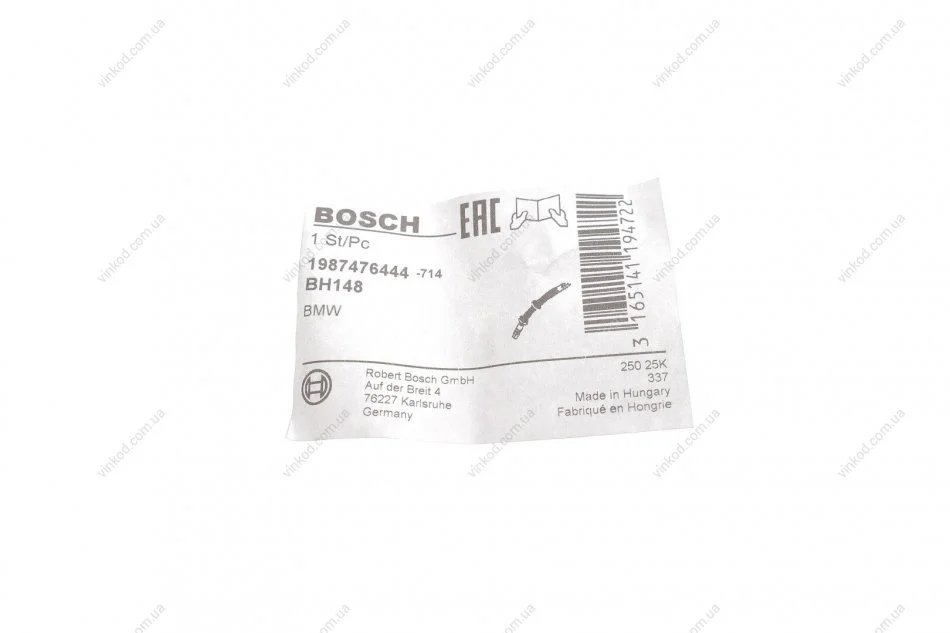 BOSCH
EAC
1 St/Pc
1987476444 -714
BH148
BMW
3 165141 194722
Robert Bosch GmbH
Auf der Breit 4
76227 Karlsruhe
Germany
250 25K
337
Made in Hungary
Fabriqué en Hongrie
vinkod.com.ua